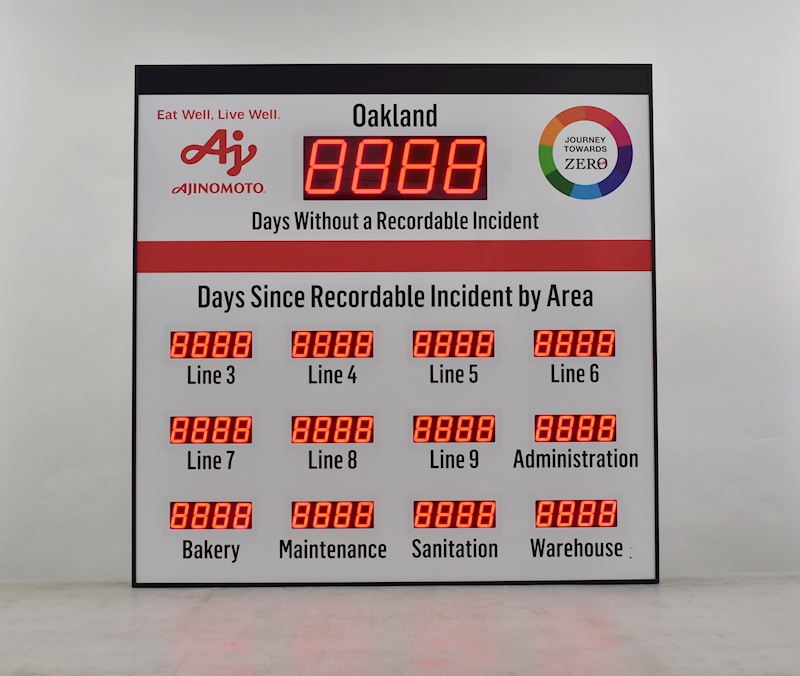 Eat Well, Live Well.
Aj
AJINOMOTO.
Oakland
8888
Days Without a Recordable Incident
JOURNEY
TOWARDS
ZERO
Days Since Recordable Incident by Area
8888 8888 8888 8888
Line 3 Line 4 Line 5 Line 6
8888 8888 8888 8888
Line 7 Line 8 Line 9 Administration
8888 8888 8888 8888
Bakery Maintenance Sanitation Warehouse :